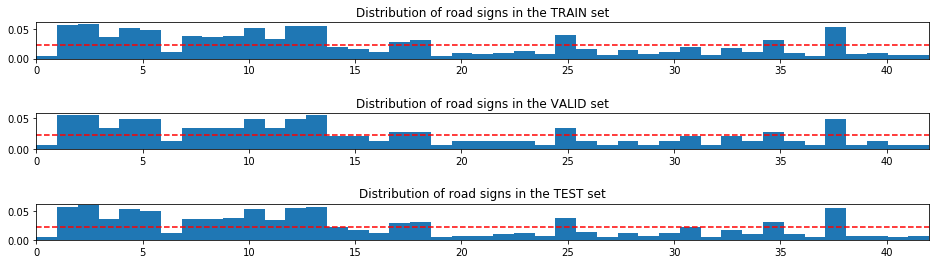 Distribution of road signs in the TRAIN set
0.05
0.00
0 5 10 15 20 25 30 35 40
Distribution of road signs in the VALID set
0.05
0.00
0 5 10 15 20 25 30 35 40
Distribution of road signs in the TEST set
0.05
0.00
0 5 10 15 20 25 30 35 40